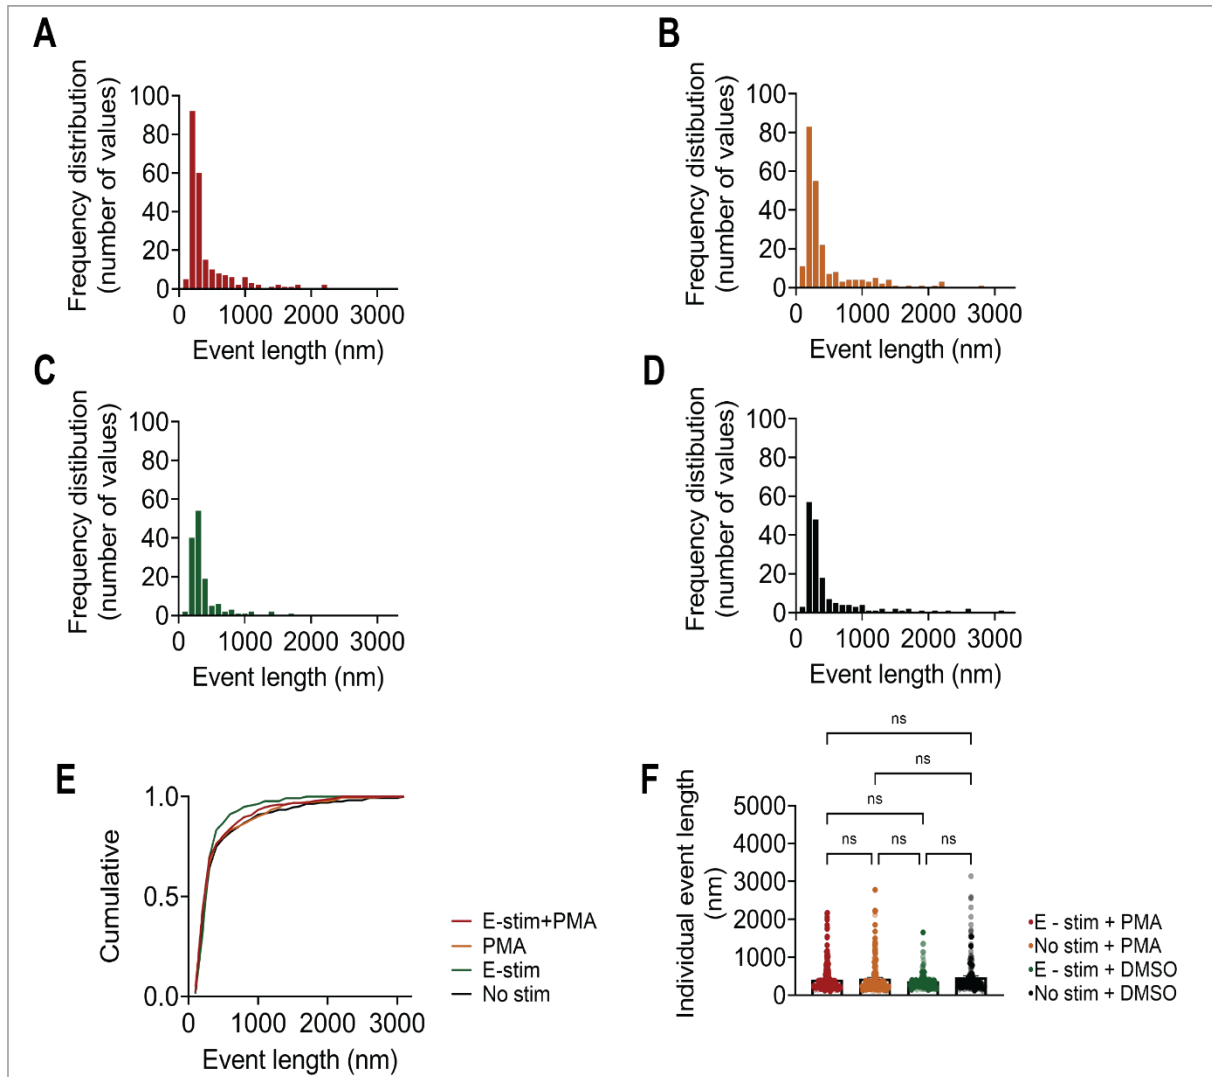 A
Frequency distribution
(number of values)
100
80
60
40
20
0
0 1000 2000 3000
Event length (nm)
B
Frequency distibution
(number of values)
100
80
60
40
20
0
0 1000 2000 3000
Event length (nm)
C
Frequency distibution
(number of values)
100
80
60
40
20
0
0 1000 2000 3000
Event length (nm)
D
Frequency distibution
(number of values)
100
80
60
40
20
0
0 1000 2000 3000
Event length (nm)
E
Cumulative
1.0
0.5
0.0
0 1000 2000 3000
Event length (nm)
E-stim+PMA
PMA
E-stim
No stim
F
Individual event length
(nm)
5000
4000
3000
2000
1000
0
ns
ns
ns
ns ns ns
E - stim + PMA
No stim + PMA
E - stim + DMSO
No stim + DMSO